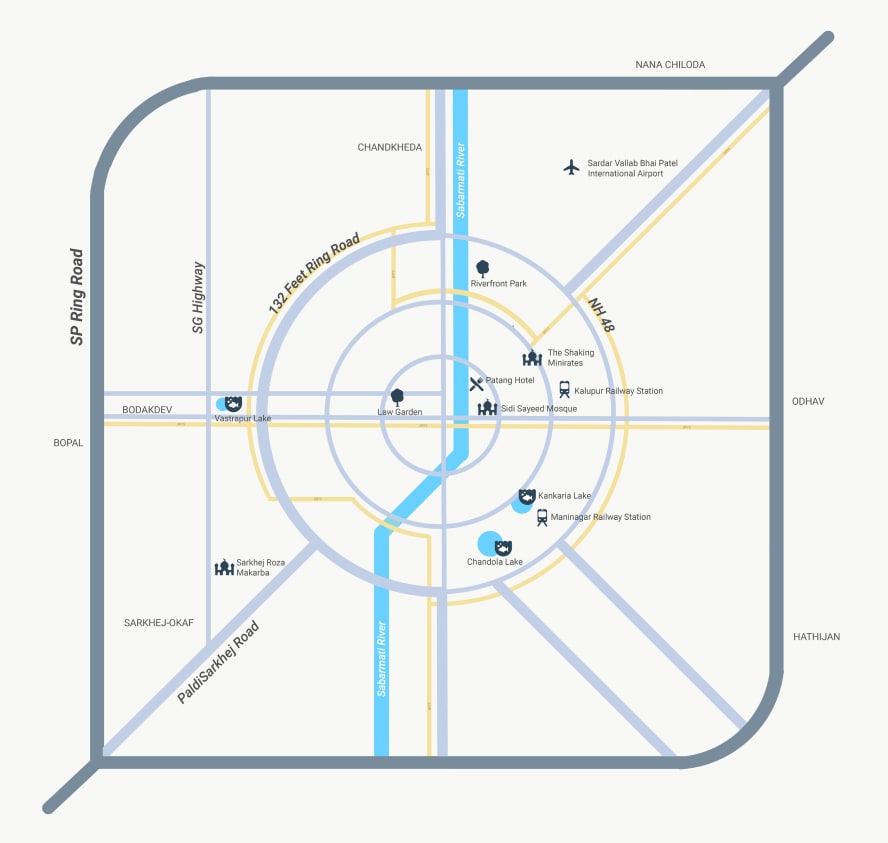 NANA CHILODA
CHANDKHEDA
Sardar Vallab Bhai Patel
International Airport
Sabarmati River
132 Feet Ring Road
SP Ring Road
SG Highway
Riverfront Park
NH 48
The Shaking
Minirates
Patang Hotel
Kalupur Railway Station
ODHAV
BODAKDEV
Law Garden
Sidi Sayeed Mosque
Vastrapur Lake
BOPAL
Kankaria Lake
Maninagar Railway Station
Chandola Lake
Sarkhej Roza
Makarba
SARKHEJ-OKAF
PaldiSarkhej Road
Sabarmati River
HATHIJAN